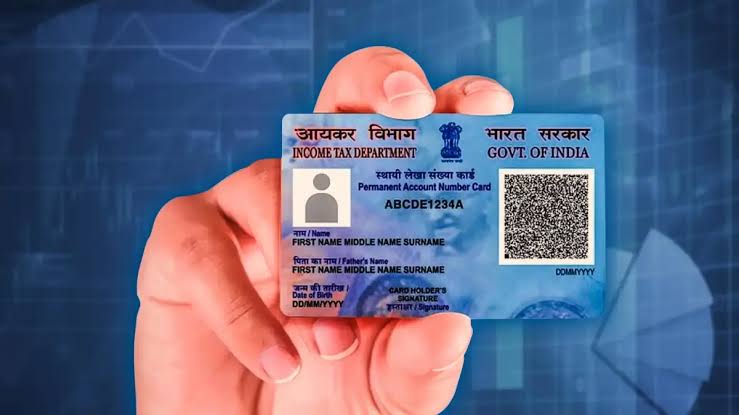 आयकर विभाग
INCOME TAX DEPARTMENT
भारत सरकार
GOVT. OF INDIA
स्थायी लेखा संख्या कार्ड
Permanent Account Number Card
ABCDE1234A
नाम / Name
FIRST NAME MIDDLE NAME SURNAME
पिता का नाम / Father's Name
FIRST NAME MIDDLE NAME SURNAME
जन्म की तारीख /
Date of Birth
DD/MM/YYYY
CARD HOLDER'S
SIGNATURE
हस्ताक्षर / Signature
DDMMYYYY